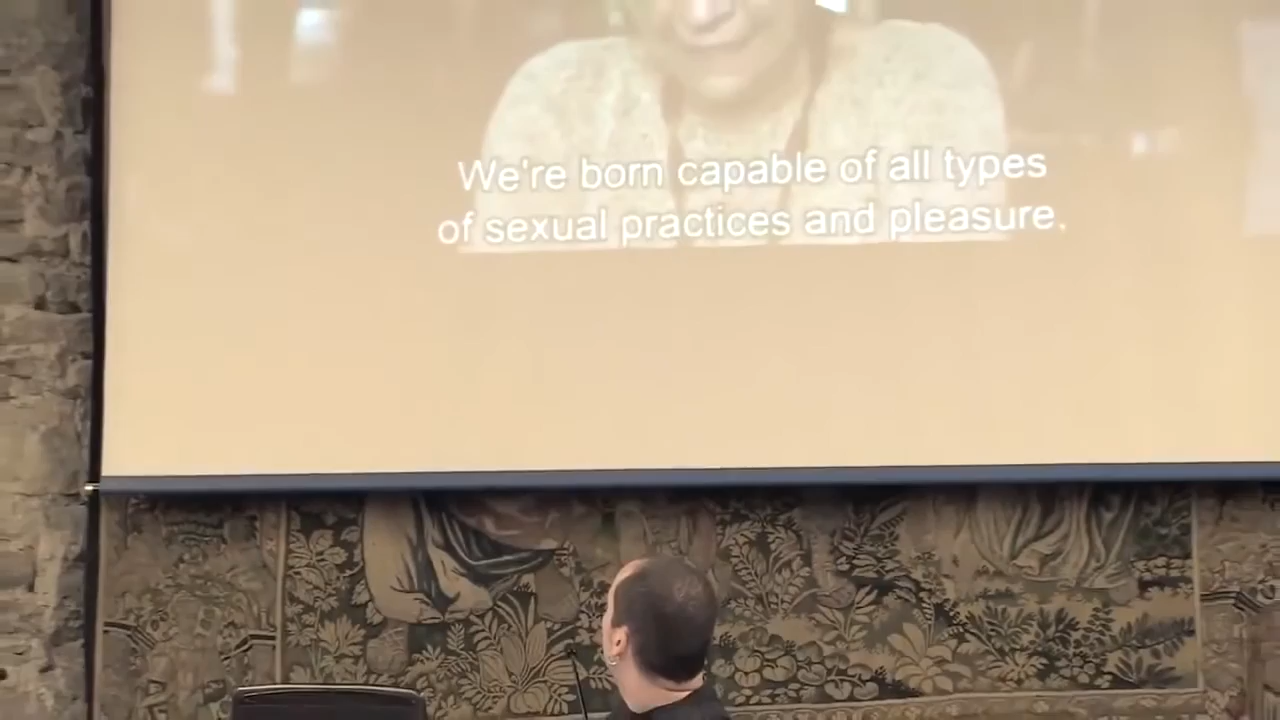 We're born capable of all types
of sexual practices and pleasure.